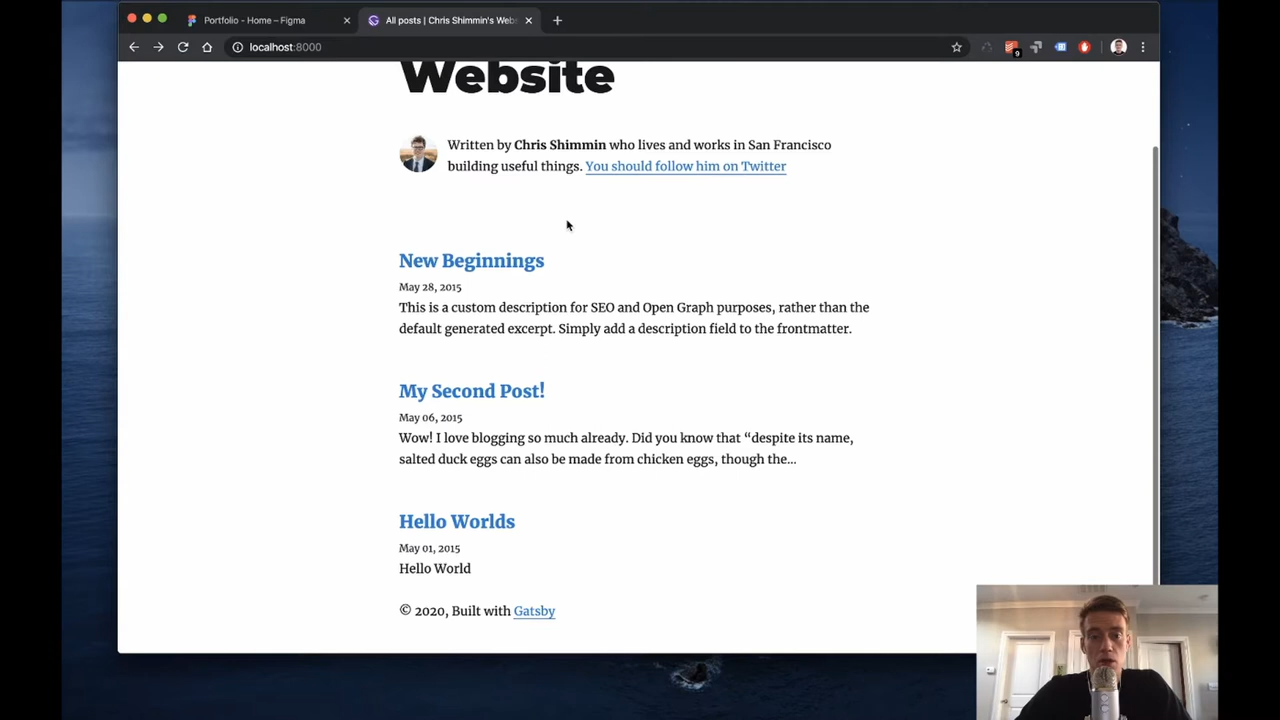 Portfolio - Home – Figma
All posts | Chris Shimmin's Web
localhost:8000
9
Website
Written by Chris Shimmin who lives and works in San Francisco
building useful things. You should follow him on Twitter
New Beginnings
May 28, 2015
This is a custom description for SEO and Open Graph purposes, rather than the
default generated excerpt. Simply add a description field to the frontmatter.
My Second Post!
May 06, 2015
Wow! I love blogging so much already. Did you know that “despite its name,
salted duck eggs can also be made from chicken eggs, though the…
Hello Worlds
May 01, 2015
Hello World
© 2020, Built with Gatsby